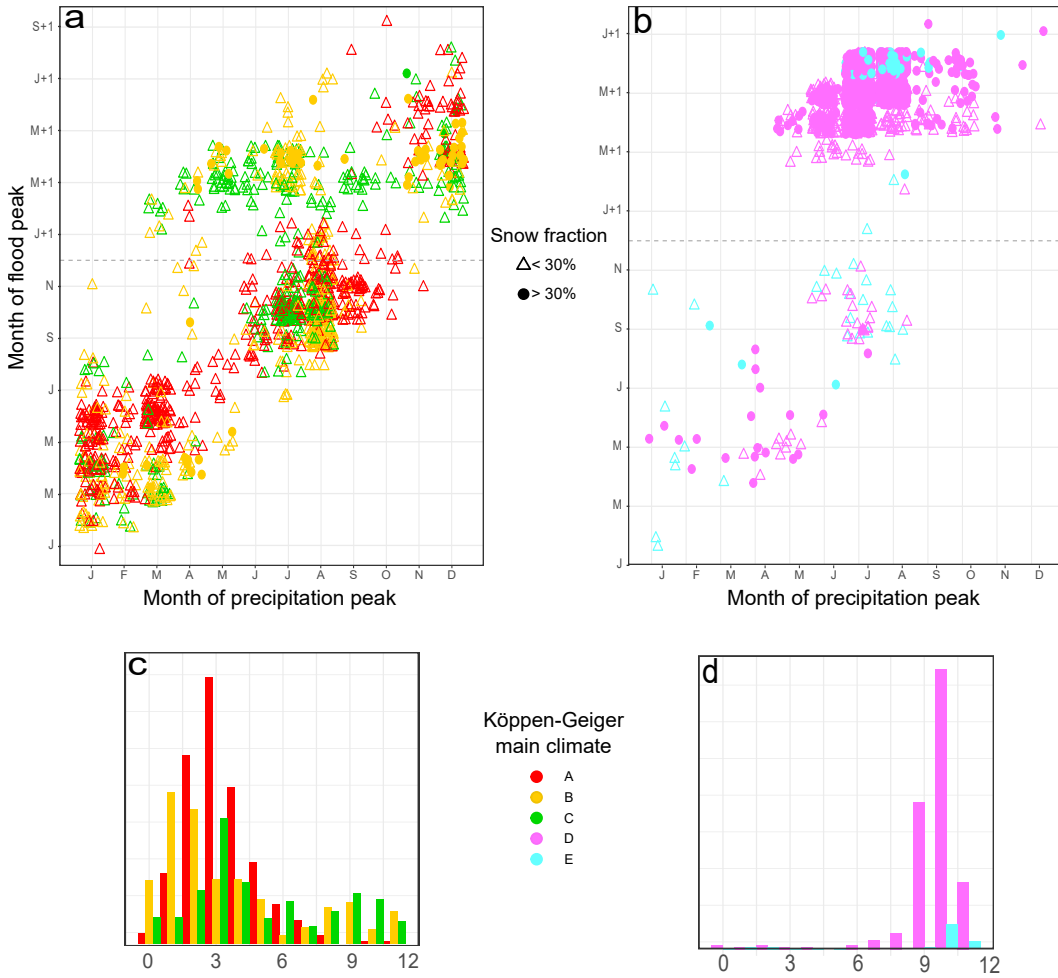 a
S+1
J+1
M+1
M+1
J+1
N
S
J
M
M
J
Month of flood peak
J F M A M J J A S O N D
Month of precipitation peak
Snow fraction
< 30%
> 30%
b
J+1
M+1
M+1
J+1
N
S
J
M
M
J
J F M A M J J A S O N D
Month of precipitation peak
c
0 3 6 9 12
Köppen-Geiger
main climate
A
B
C
D
E
d
0 3 6 9 12